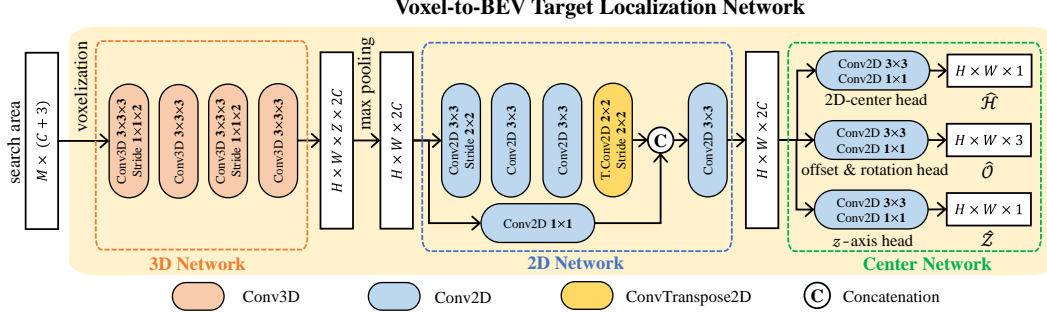 Voxel-to-BEV Target Localization Network
search area
M × (C + 3)
voxelization
Conv3D 3×3×3
Stride 1×1×2
Conv3D 3×3×3
Conv3D 3×3×3
Stride 1×1×2
Conv3D 3×3×3
3D Network
H × W × Z × 2C
max pooling
H × W × 2C
Conv2D 3×3
Stride 2×2
Conv2D 3×3
Conv2D 3×3
T.Conv2D 2×2
Stride 2×2
C
Conv2D 3×3
Conv2D 1×1
2D Network
H × W × 2C
Conv2D 3×3
Conv2D 1×1
2D-center head
H × W × 1
ℋ̂
Conv2D 3×3
Conv2D 1×1
offset & rotation head
H × W × 3
𝒪̂
Conv2D 3×3
Conv2D 1×1
z-axis head
H × W × 1
𝒵̂
Center Network
Conv3D
Conv2D
ConvTranspose2D
C Concatenation